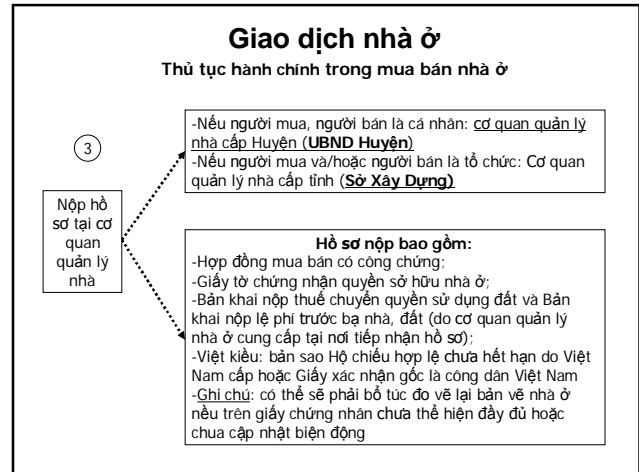 Giao dịch nhà ở
Thủ tục hành chính trong mua bán nhà ở
3
Nộp hồ
sơ tại cơ
quan
quản lý
nhà
-Nếu người mua, người bán là cá nhân: cơ quan quản lý
nhà cấp Huyện (UBND Huyện)
-Nếu người mua và/hoặc người bán là tổ chức: Cơ quan
quản lý nhà cấp tỉnh (Sở Xây Dựng)
Hồ sơ nộp bao gồm:
-Hợp đồng mua bán có công chứng;
-Giấy tờ chứng nhận quyền sở hữu nhà ở;
-Bản khai nộp thuế chuyển quyền sử dụng đất và Bản
khai nộp lệ phí trước bạ nhà, đất (do cơ quan quản lý
nhà ở cung cấp tại nơi tiếp nhận hồ sơ);
-Việt kiều: bản sao Hộ chiếu hợp lệ chưa hết hạn do Việt
Nam cấp hoặc Giấy xác nhận gốc là công dân Việt Nam
-Ghi chú: có thể sẽ phải bổ túc đo vẽ lại bản vẽ nhà ở
nều trên giấy chứng nhân chưa thể hiện đầy đủ hoặc
chua cập nhật biện động